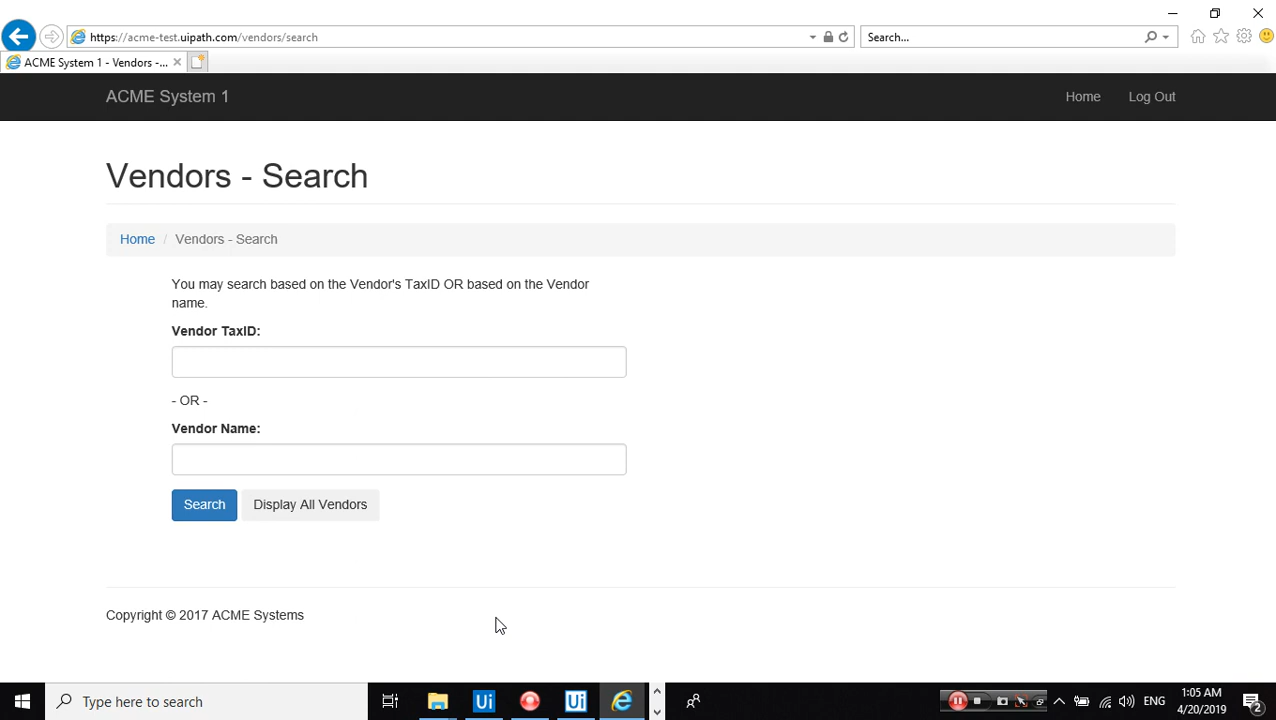 https://acme-test.uipath.com/vendors/search
Search...
ACME System 1 - Vendors -...
ACME System 1
Home
Log Out
Vendors - Search
Home / Vendors - Search
You may search based on the Vendor's TaxID OR based on the Vendor
name.
Vendor TaxID:
- OR -
Vendor Name:
Search
Display All Vendors
Copyright © 2017 ACME Systems
Type here to search
Ui
Ui
ENG
1:05 AM
4/20/2019
2